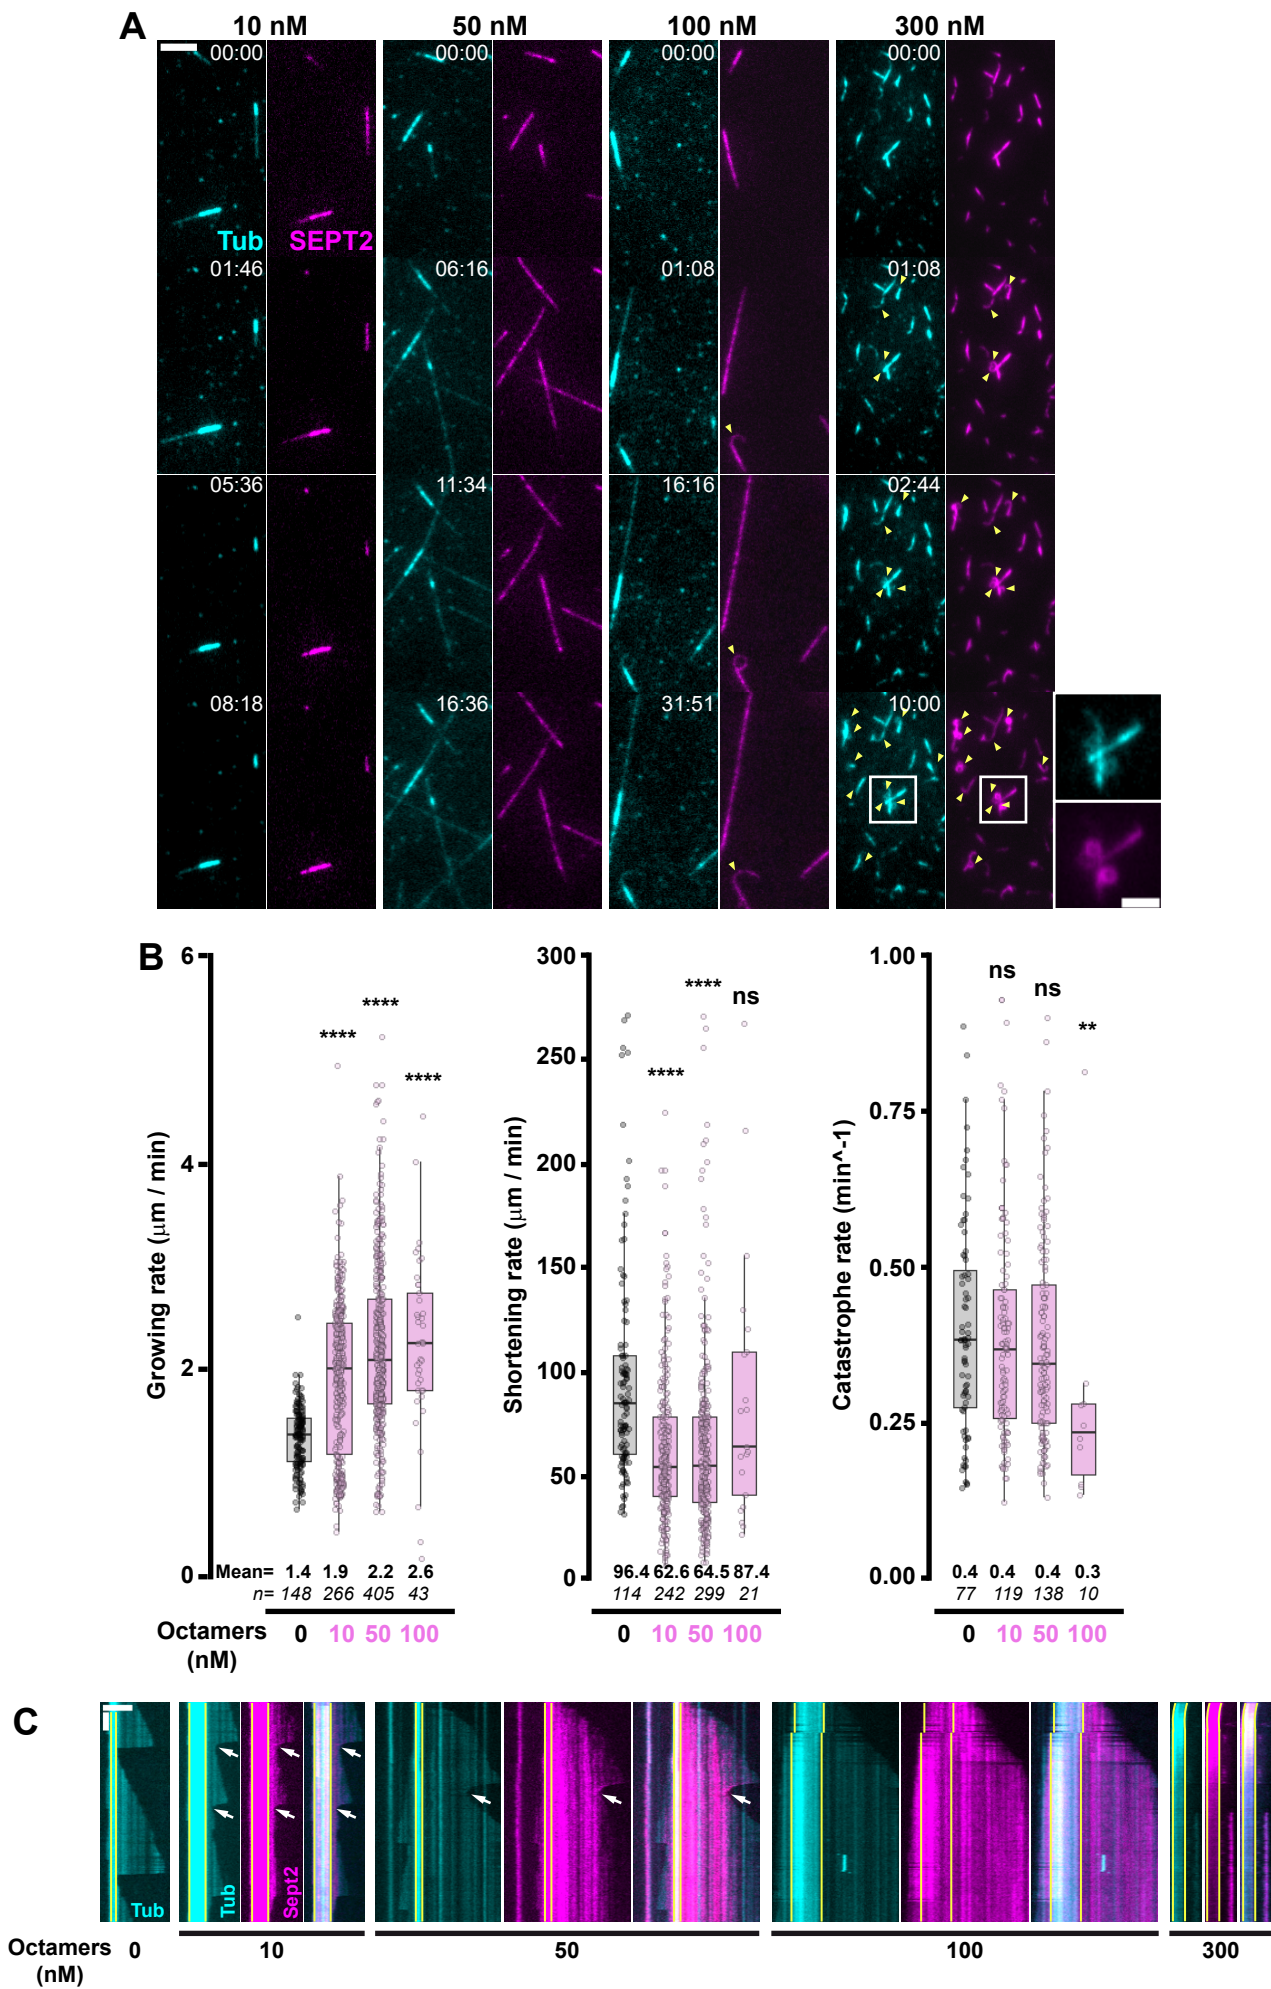 A
10 nM 50 nM 100 nM 300 nM
00:00 00:00 00:00 00:00
Tub SEPT2
01:46 06:16 01:08 01:08
05:36 11:34 16:16 02:44
08:18 16:36 31:51 10:00
B
Growing rate (μm / min)
6
4
2
0
**** **** ****
Mean= 1.4 1.9 2.2 2.6
n= 148 266 405 43
Octamers (nM) 0 10 50 100
Shortening rate (μm / min)
300
250
200
150
100
50
0
**** **** ns
96.4 62.6 64.5 87.4
114 242 299 21
0 10 50 100
Catastrophe rate (min^-1)
1.00
0.75
0.50
0.25
0.00
ns ns **
0.4 0.4 0.4 0.3
77 119 138 10
0 10 50 100
C
Tub Tub Sept2
Octamers (nM) 0 10 50 100 300